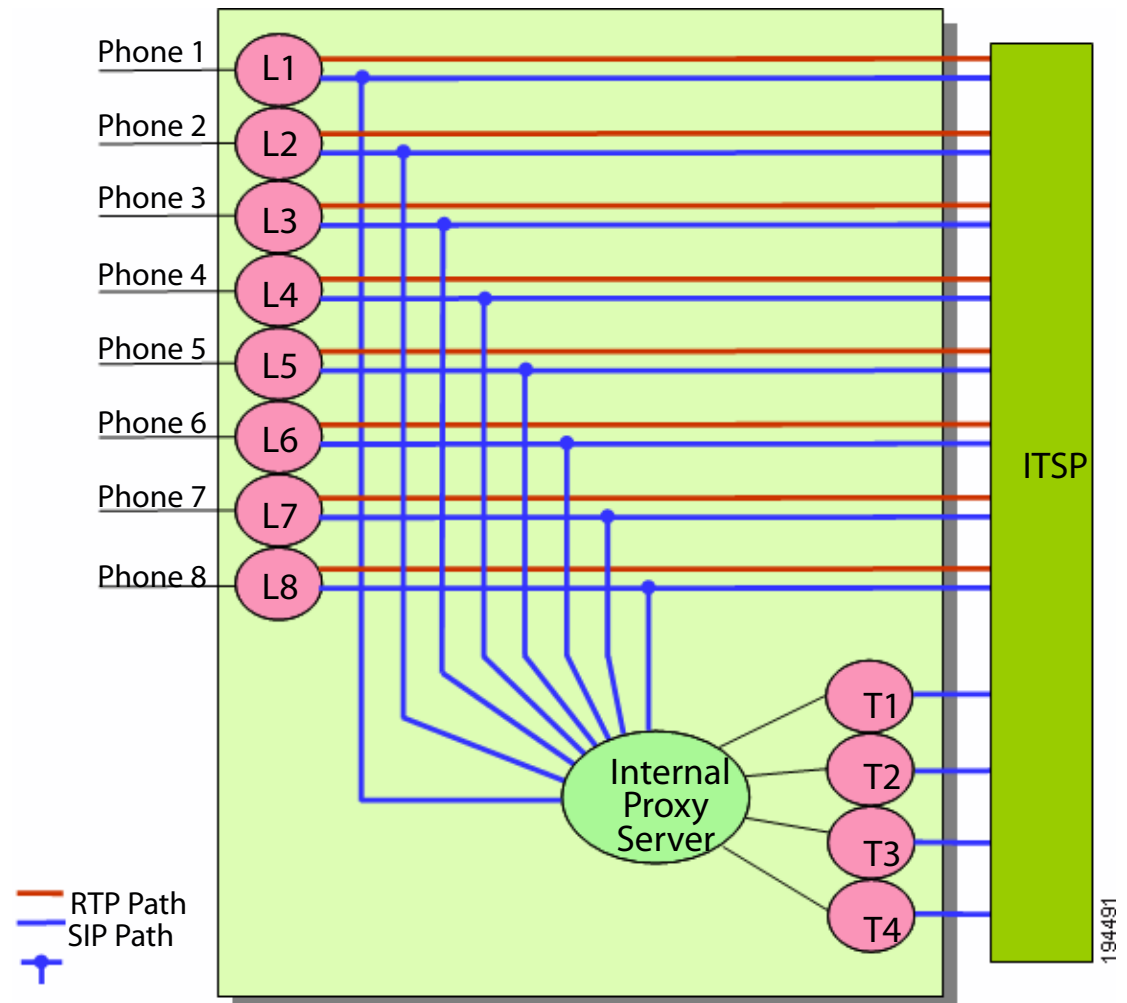 Phone 1
L1
Phone 2
L2
Phone 3
L3
Phone 4
L4
Phone 5
L5
Phone 6
L6
Phone 7
L7
Phone 8
L8
ITSP
T1
T2
T3
T4
Internal
Proxy
Server
RTP Path
SIP Path
194491